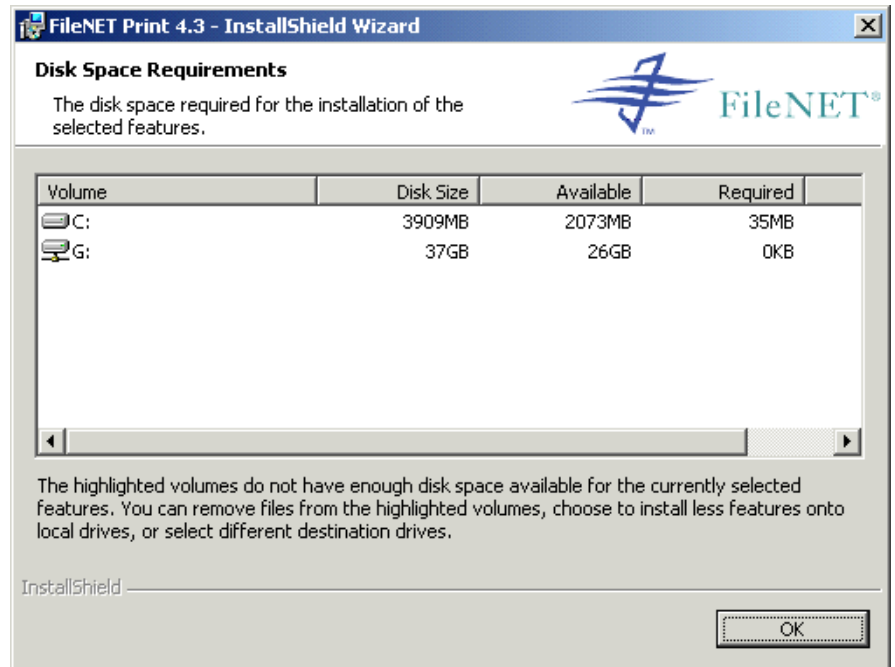 FileNET Print 4.3 - InstallShield Wizard
Disk Space Requirements
The disk space required for the installation of the
selected features.
TM
FileNET®
Volume Disk Size Available Required
C: 3909MB 2073MB 35MB
G: 37GB 26GB 0KB
The highlighted volumes do not have enough disk space available for the currently selected
features. You can remove files from the highlighted volumes, choose to install less features onto
local drives, or select different destination drives.
InstallShield
OK